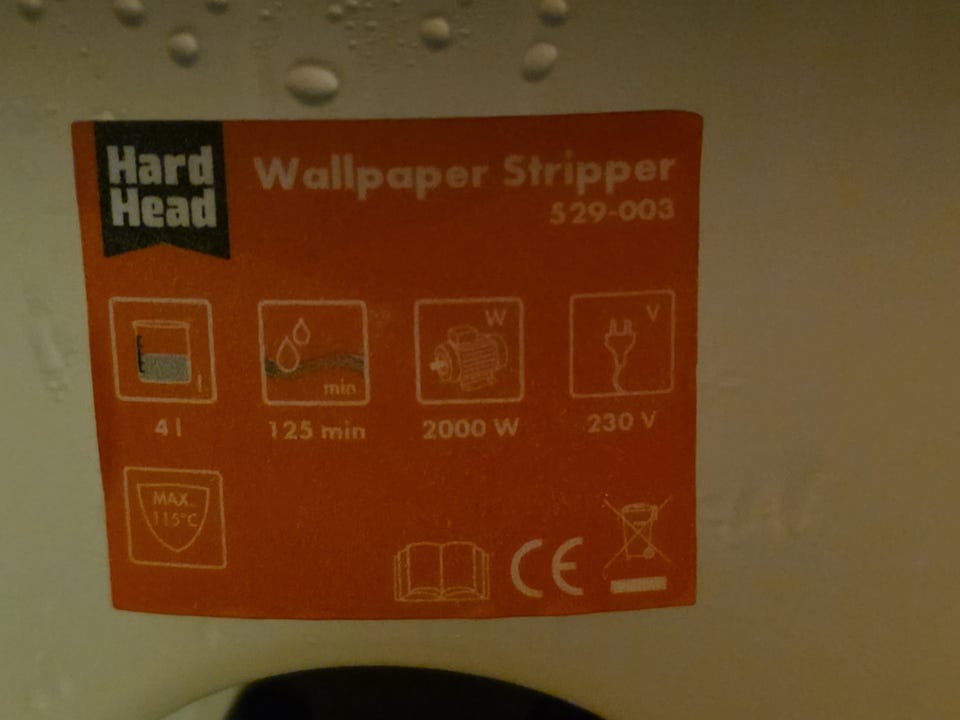 Hard
Head
Wallpaper Stripper
529-003
W
V
min
l
4 l
125 min
2000 W
230 V
MAX.
115°C
CE